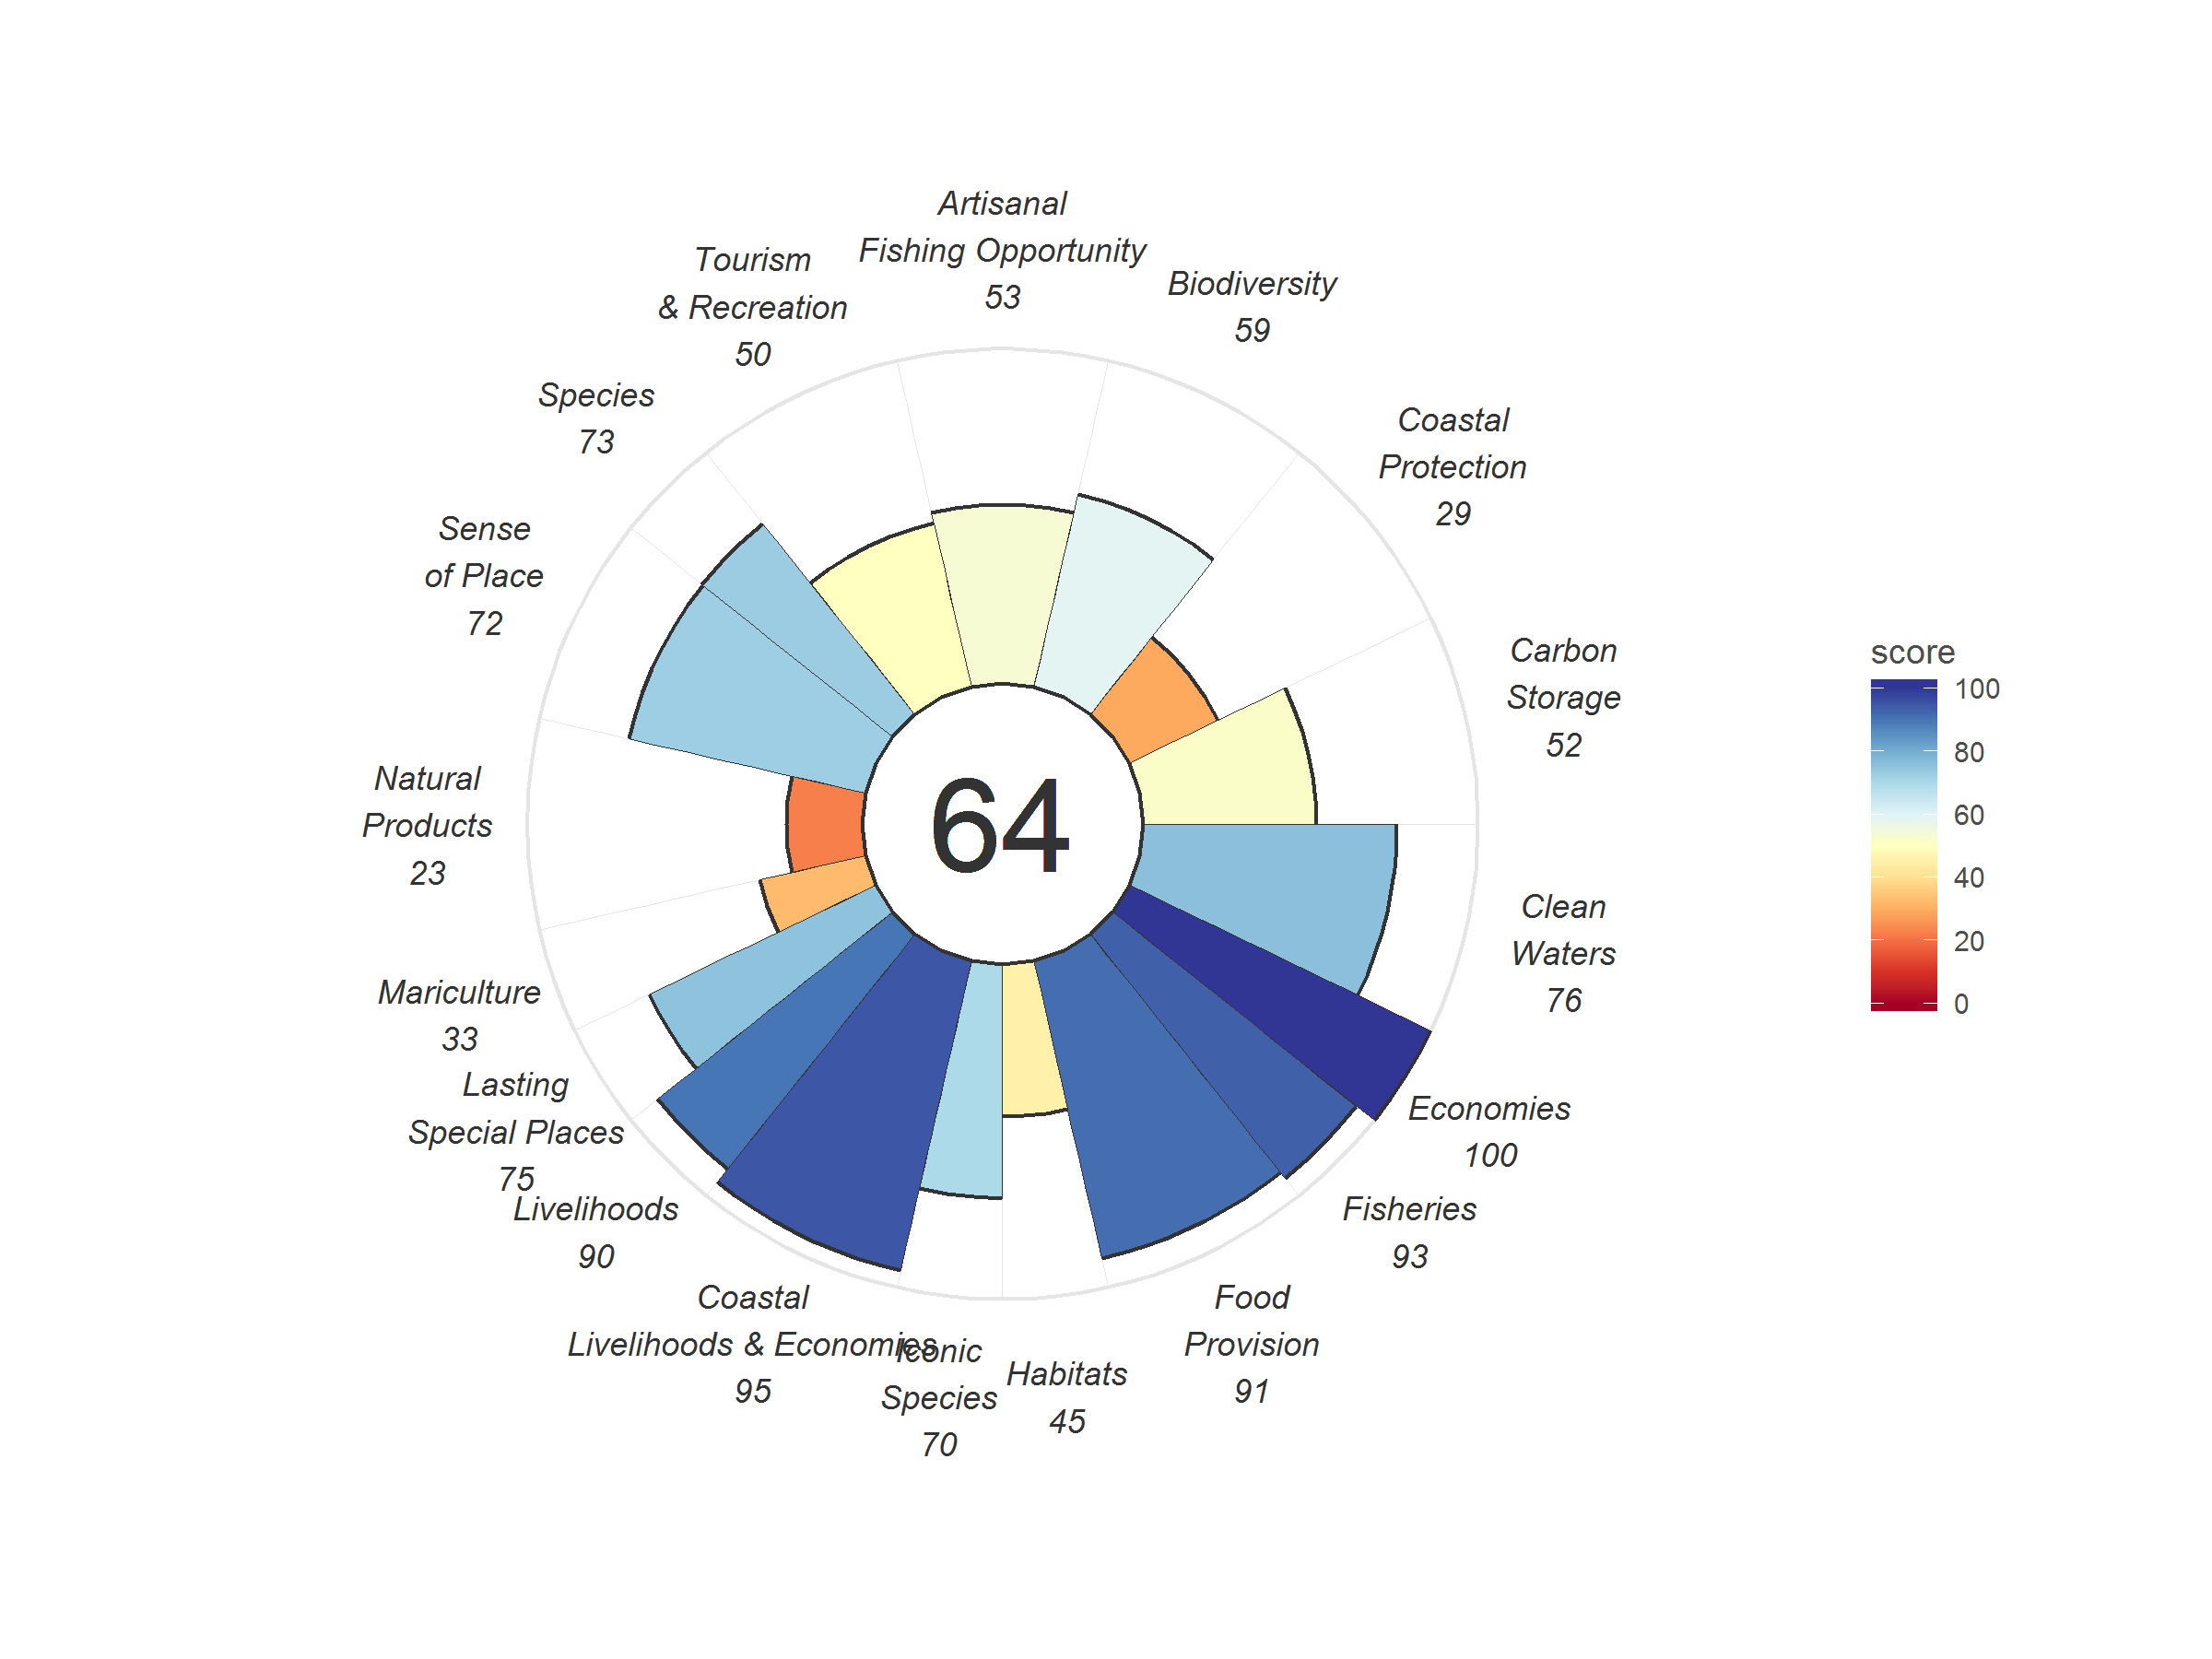 Artisanal
Fishing Opportunity
53
Biodiversity
59
Tourism
& Recreation
50
Species
73
Coastal
Protection
29
Sense
of Place
72
Carbon
Storage
52
Natural
Products
23
64
Clean
Waters
76
Mariculture
33
Economies
100
Lasting
Special Places
75
Fisheries
93
Livelihoods
90
Food
Provision
91
Coastal
Livelihoods & Economies
95
Iconic
Species
70
Habitats
45
score
100
80
60
40
20
0